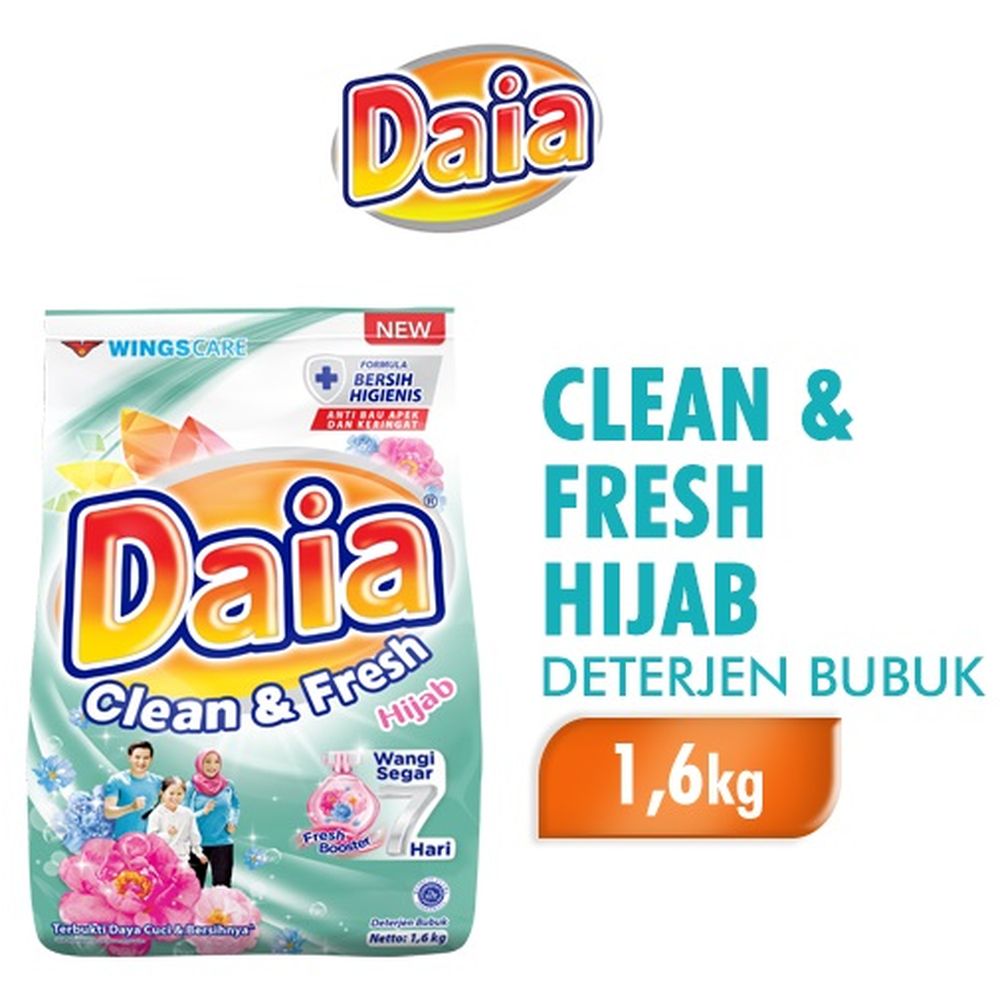 Daia
WINGSCARE
NEW
FORMULA
BERSIH
HIGIENIS
ANTI BAU APEK
DAN KERINGAT
Daia®
Clean & Fresh
Hijab
Wangi
Segar
7
Hari
Fresh
Booster
Terbukti Daya Cuci & Bersihnya*
Deterjen Bubuk
Netto: 1,6 kg
CLEAN &
FRESH
HIJAB
DETERJEN BUBUK
1,6kg